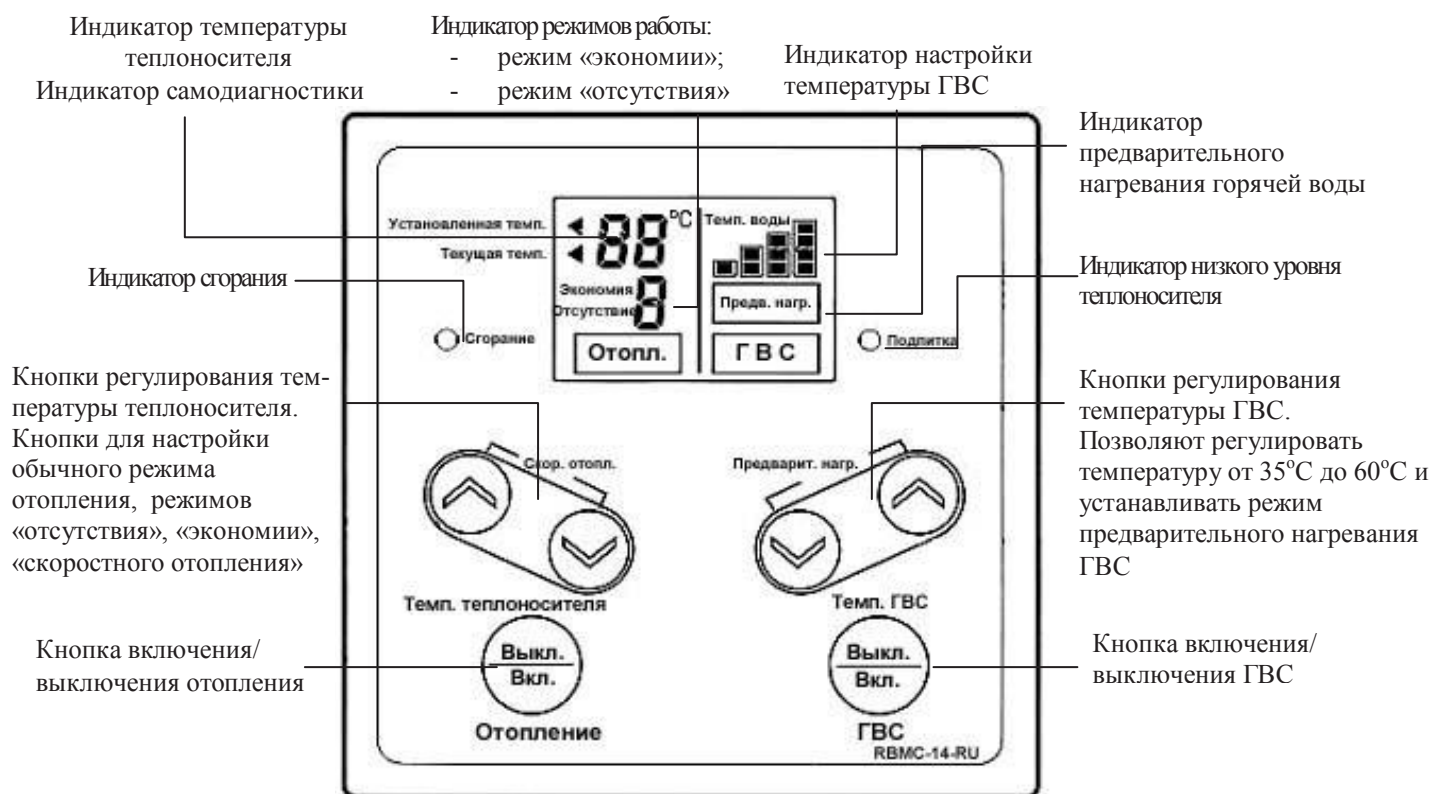 Индикатор температуры
теплоносителя
Индикатор самодиагностики
Индикатор режимов работы:
- режим «экономии»;
- режим «отсутствия»
Индикатор настройки
температуры ГВС
Индикатор
предварительного
нагревания горячей воды
Индикатор сгорания
Индикатор низкого уровня
теплоносителя
Установленная темп.
Текущая темп.
88 °C
Экономия
Отсутствие
8
Отопл.
Темп. воды
Предв. нагр.
Г В С
Сгорание
Подпитка
Кнопки регулирования тем-
пературы теплоносителя.
Кнопки для настройки
обычного режима
отопления, режимов
«отсутствия», «экономии»,
«скоростного отопления»
Скор. отопл.
Предварит. нагр.
Кнопки регулирования
температуры ГВС.
Позволяют регулировать
температуру от 35°С до 60°С и
устанавливать режим
предварительного нагревания
ГВС
Темп. теплоносителя
Темп. ГВС
Кнопка включения/
выключения отопления
Выкл.
Вкл.
Отопление
Выкл.
Вкл.
ГВС
RBMC-14-RU
Кнопка включения/
выключения ГВС